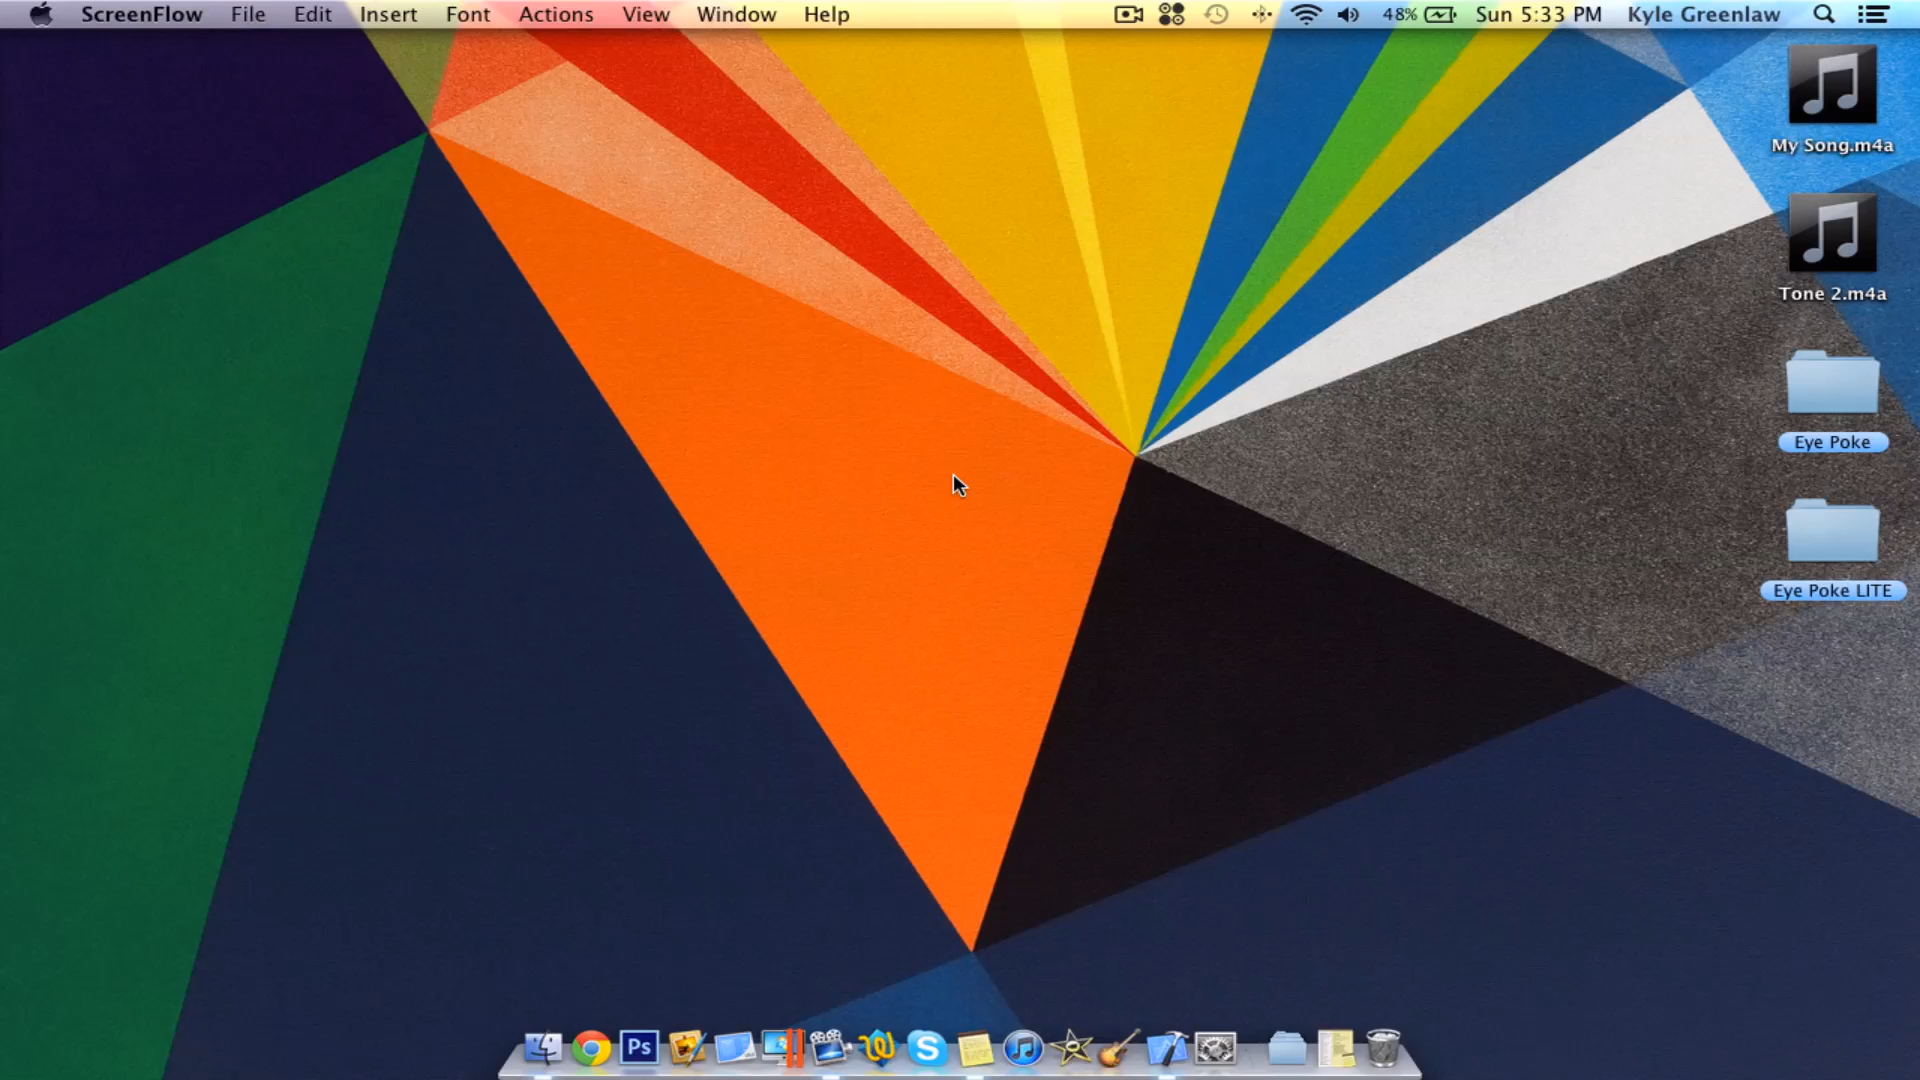 ScreenFlow File Edit Insert Font Actions View Window Help 48% Sun 5:33 PM Kyle Greenlaw
My Song.m4a
Tone 2.m4a
Eye Poke
Eye Poke LITE
Ps